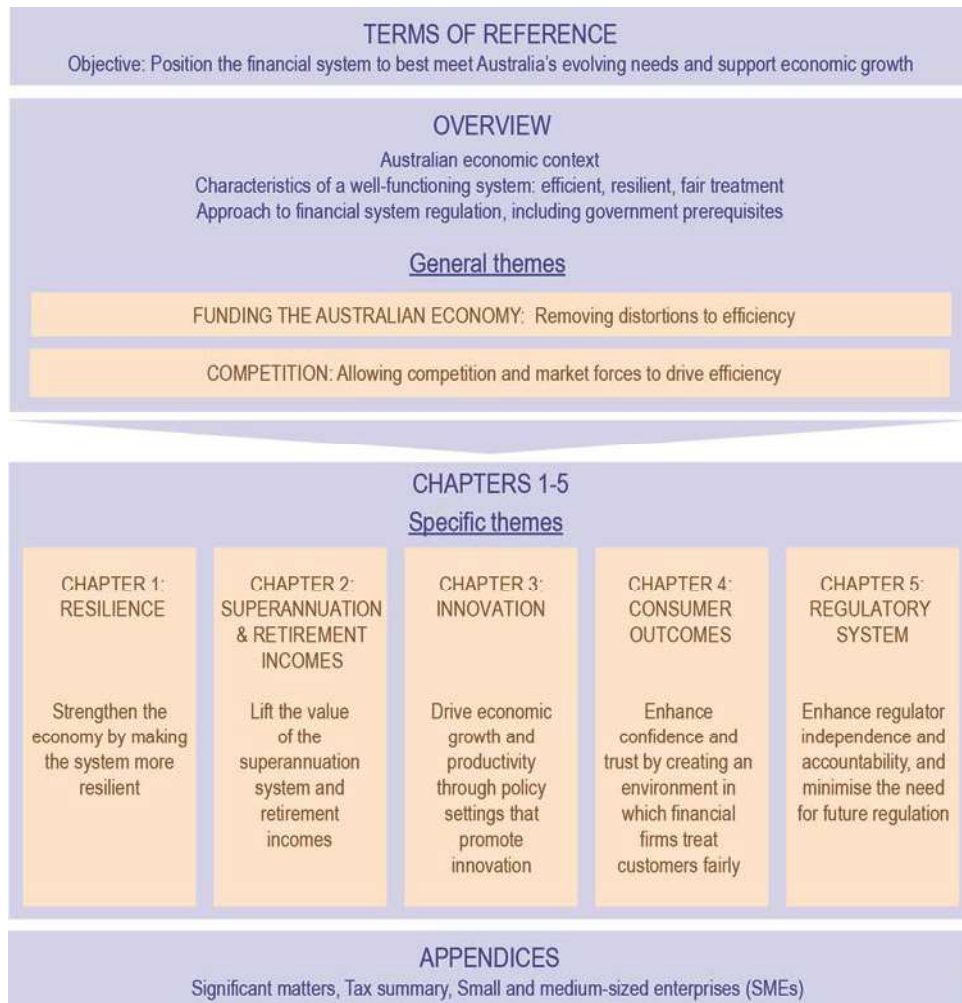 TERMS OF REFERENCE
Objective: Position the financial system to best meet Australia's evolving needs and support economic growth
OVERVIEW
Australian economic context
Characteristics of a well-functioning system: efficient, resilient, fair treatment
Approach to financial system regulation, including government prerequisites
General themes
FUNDING THE AUSTRALIAN ECONOMY: Removing distortions to efficiency
COMPETITION: Allowing competition and market forces to drive efficiency
CHAPTERS 1-5
Specific themes
CHAPTER 1:
RESILIENCE
Strengthen the
economy by making
the system more
resilient
CHAPTER 2:
SUPERANNUATION
& RETIREMENT
INCOMES
Lift the value
of the
superannuation
system and
retirement
incomes
CHAPTER 3:
INNOVATION
Drive economic
growth and
productivity
through policy
settings that
promote
innovation
CHAPTER 4:
CONSUMER
OUTCOMES
Enhance
confidence and
trust by creating an
environment in
which financial
firms treat
customers fairly
CHAPTER 5:
REGULATORY
SYSTEM
Enhance regulator
independence and
accountability, and
minimise the need
for future regulation
APPENDICES
Significant matters, Tax summary, Small and medium-sized enterprises (SMEs)